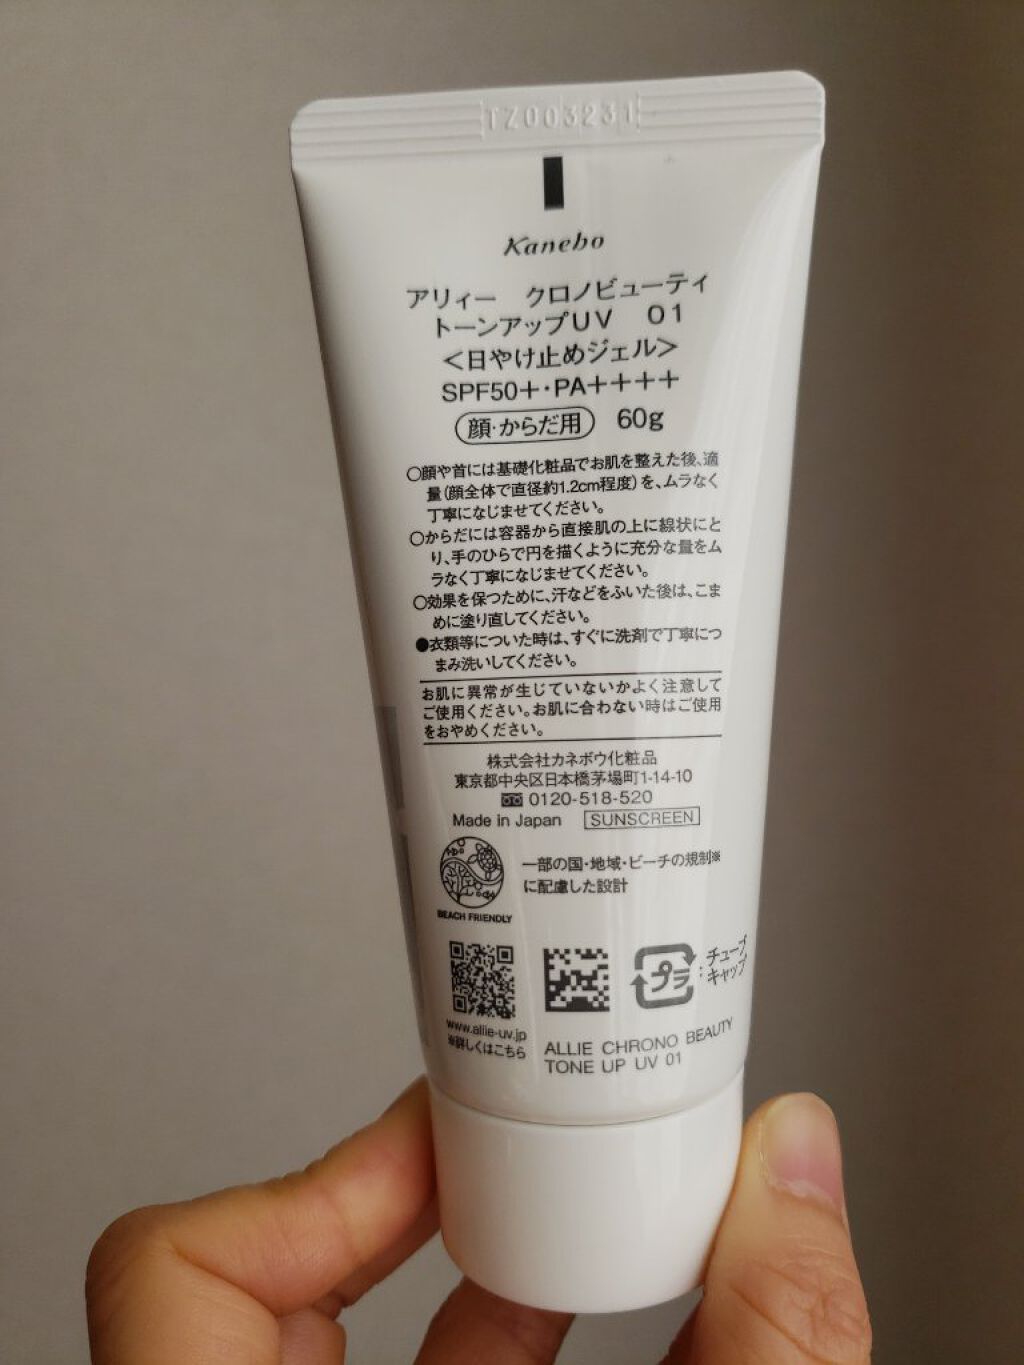 TZ003231
Kanebo
アリィー　クロノビューティ
トーンアップUV　01
＜日やけ止めジェル＞
SPF50+・PA++++
顔・からだ用　60g
○顔や首には基礎化粧品でお肌を整えた後、適
量（顔全体で直径約1.2cm程度）を、ムラなく
丁寧になじませてください。
○からだには容器から直接肌の上に線状にと
り、手のひらで円を描くように充分な量をム
ラなく丁寧になじませてください。
○効果を保つために、汗などをふいた後は、こま
めに塗り直してください。
●衣類等についた時は、すぐに洗剤で丁寧につ
まみ洗いしてください。
お肌に異常が生じていないかよく注意して
ご使用ください。お肌に合わない時はご使用
をおやめください。
株式会社カネボウ化粧品
東京都中央区日本橋茅場町1-14-10
0120-518-520
Made in Japan　SUNSCREEN
一部の国・地域・ビーチの規制※
に配慮した設計
BEACH FRIENDLY
プラ
：チューブ
キャップ
www.allie-uv.jp
※詳しくはこちら
ALLIE CHRONO BEAUTY
TONE UP UV 01